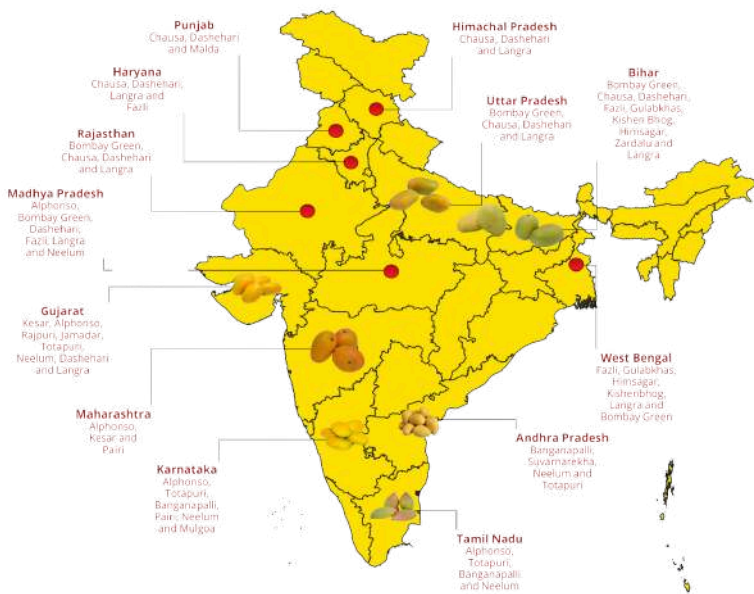 Punjab
Chausa, Dashehari
and Malda
Himachal Pradesh
Chausa, Dashehari
and Langra
Haryana
Chausa, Dashehari,
Langra and
Fazli
Uttar Pradesh
Bombay Green,
Chausa, Dashehari
and Langra
Bihar
Bombay Green,
Chausa, Dashehari,
Fazli, Gulabkhas,
Kishen Bhog,
Himsagar,
Zardalu and
Langra
Rajasthan
Bombay Green,
Chausa, Dashehari
and Langra
Madhya Pradesh
Alphonso,
Bombay Green,
Dashehari,
Fazli, Langra
and Neelum
Gujarat
Kesar, Alphonso,
Rajpuri, Jamadar,
Totapuri,
Neelum, Dashehari
and Langra
Maharashtra
Alphonso,
Kesar and
Pairi
Karnataka
Alphonso,
Totapuri,
Banganapalli,
Pairi, Neelum
and Mulgoa
West Bengal
Fazli, Gulabkhas,
Himsagar,
Kishenbhog,
Langra and
Bombay Green
Andhra Pradesh
Banganapalli,
Suvarnarekha,
Neelum and
Totapuri
Tamil Nadu
Alphonso,
Totapuri,
Banganapalli
and Neelum